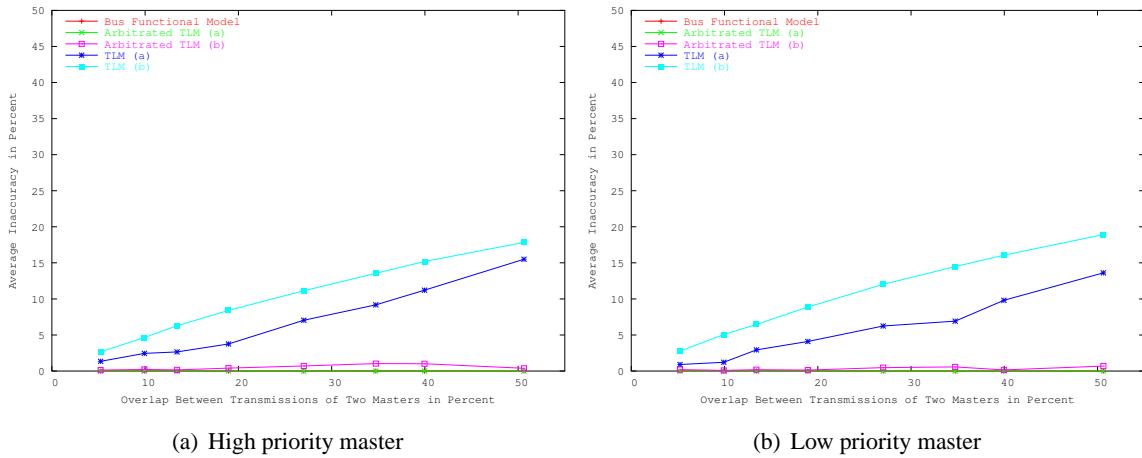 Average Inaccuracy in Percent
50
45
40
35
30
25
20
15
10
5
0
Bus Functional Model
Arbitrated TLM (a)
Arbitrated TLM (b)
TLM (a)
TLM (b)
0 10 20 30 40 50
Overlap Between Transmissions of Two Masters in Percent
(a) High priority master
Average Inaccuracy in Percent
50
45
40
35
30
25
20
15
10
5
0
Bus Functional Model
Arbitrated TLM (a)
Arbitrated TLM (b)
TLM (a)
TLM (b)
0 10 20 30 40 50
Overlap Between Transmissions of Two Masters in Percent
(b) Low priority master